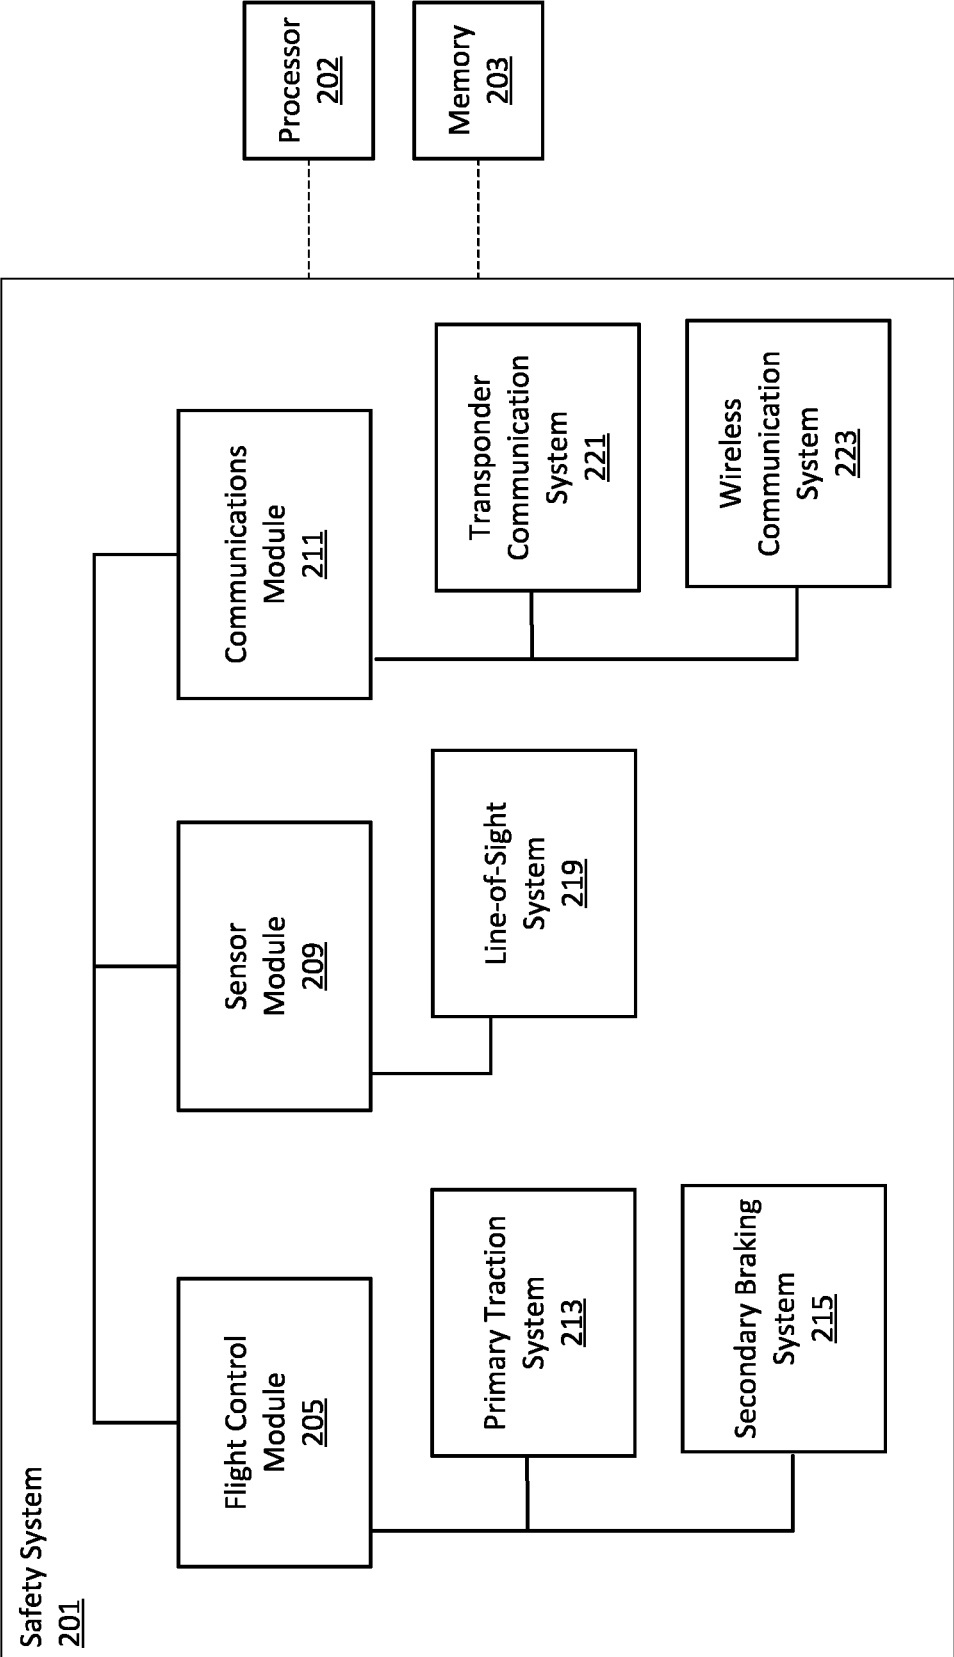 Safety System
201
Flight Control
Module
205
Primary Traction
System
213
Secondary Braking
System
215
Sensor
Module
209
Line-of-Sight
System
219
Communications
Module
211
Transponder
Communication
System
221
Wireless
Communication
System
223
Processor
202
Memory
203